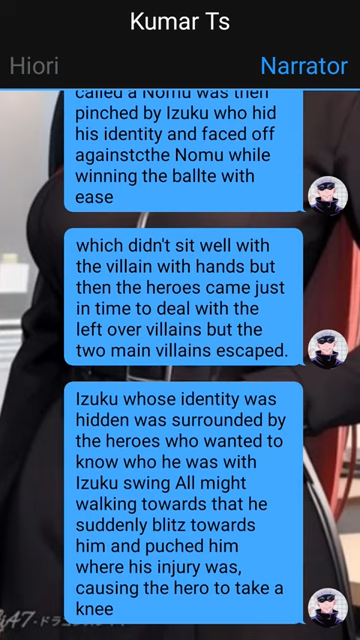 Kumar Ts
Hiori
Narrator
called a Nomu was then
pinched by Izuku who hid
his identity and faced off
againstcthe Nomu while
winning the ballte with
ease
which didn't sit well with
the villain with hands but
then the heroes came just
in time to deal with the
left over villains but the
two main villains escaped.
Izuku whose identity was
hidden was surrounded by
the heroes who wanted to
know who he was with
Izuku swing All might
walking towards that he
suddenly blitz towards
him and puched him
where his injury was,
causing the hero to take a
knee